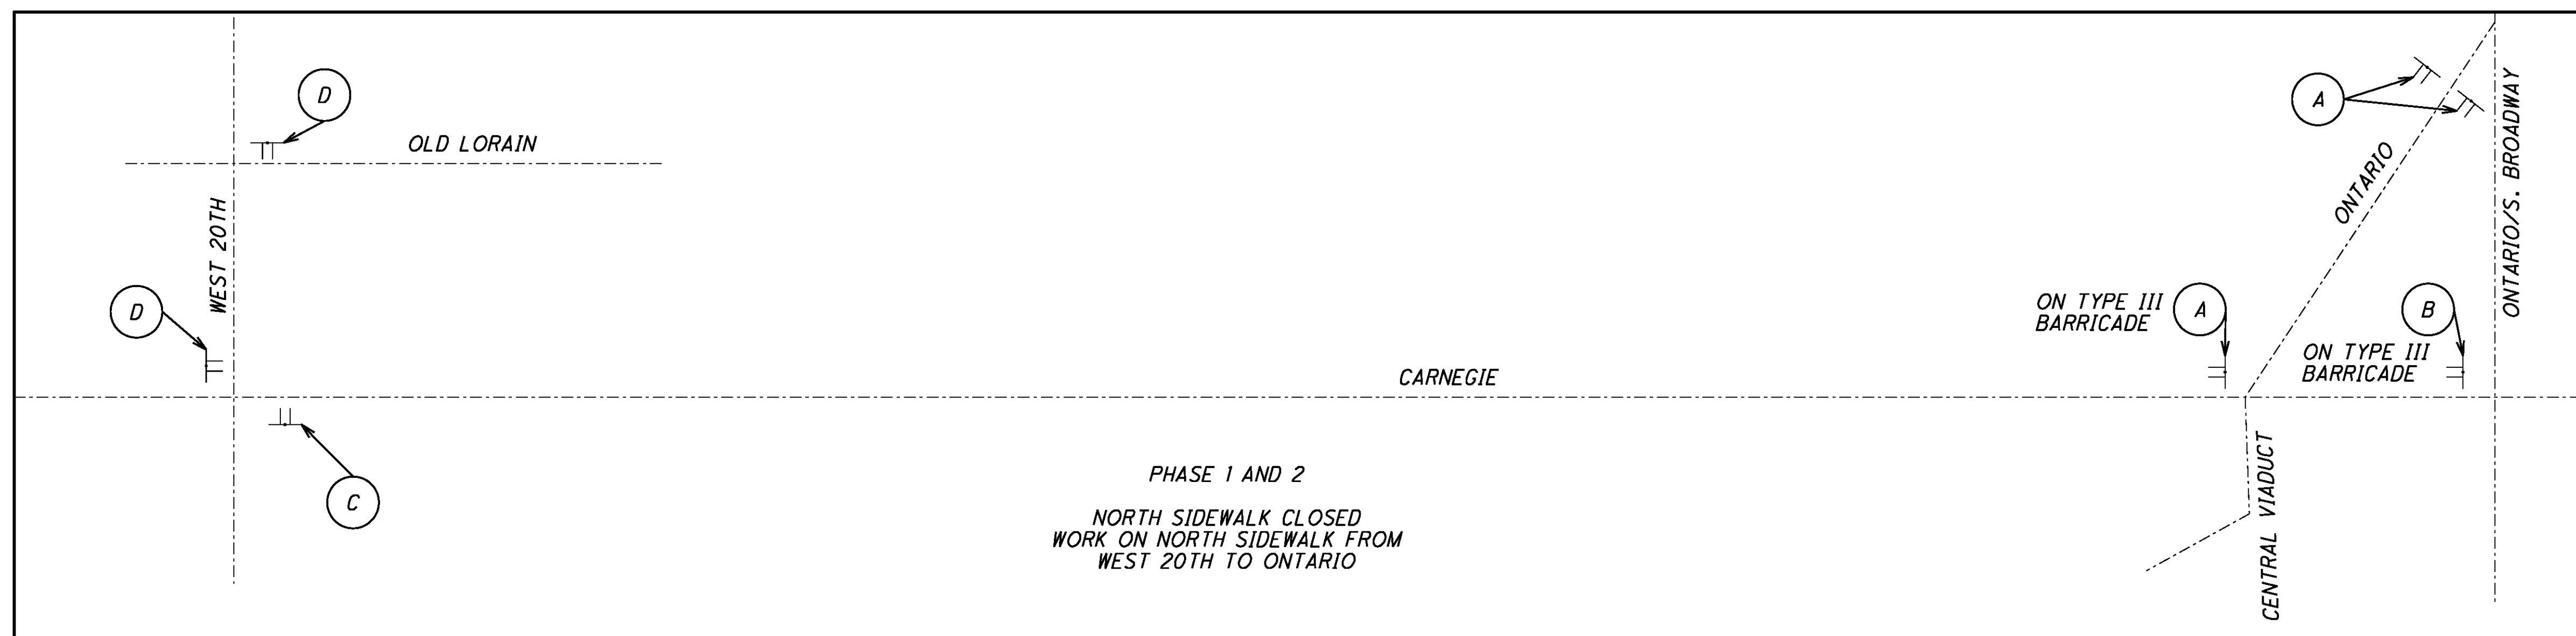 D
OLD LORAIN
WEST 20TH
D
C
CARNEGIE
PHASE 1 AND 2
NORTH SIDEWALK CLOSED
WORK ON NORTH SIDEWALK FROM
WEST 20TH TO ONTARIO
A
ONTARIO
ONTARIO/S. BROADWAY
ON TYPE III
BARRICADE
A
B
ON TYPE III
BARRICADE
CENTRAL VIADUCT